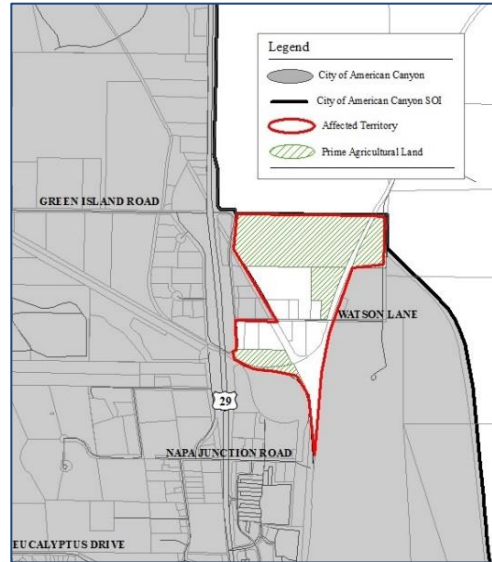 Legend
City of American Canyon
City of American Canyon SOI
Affected Territory
Prime Agricultural Land
GREEN ISLAND ROAD
WATSON LANE
29
NAPA JUNCTION ROAD
EUCALYPTUS DRIVE